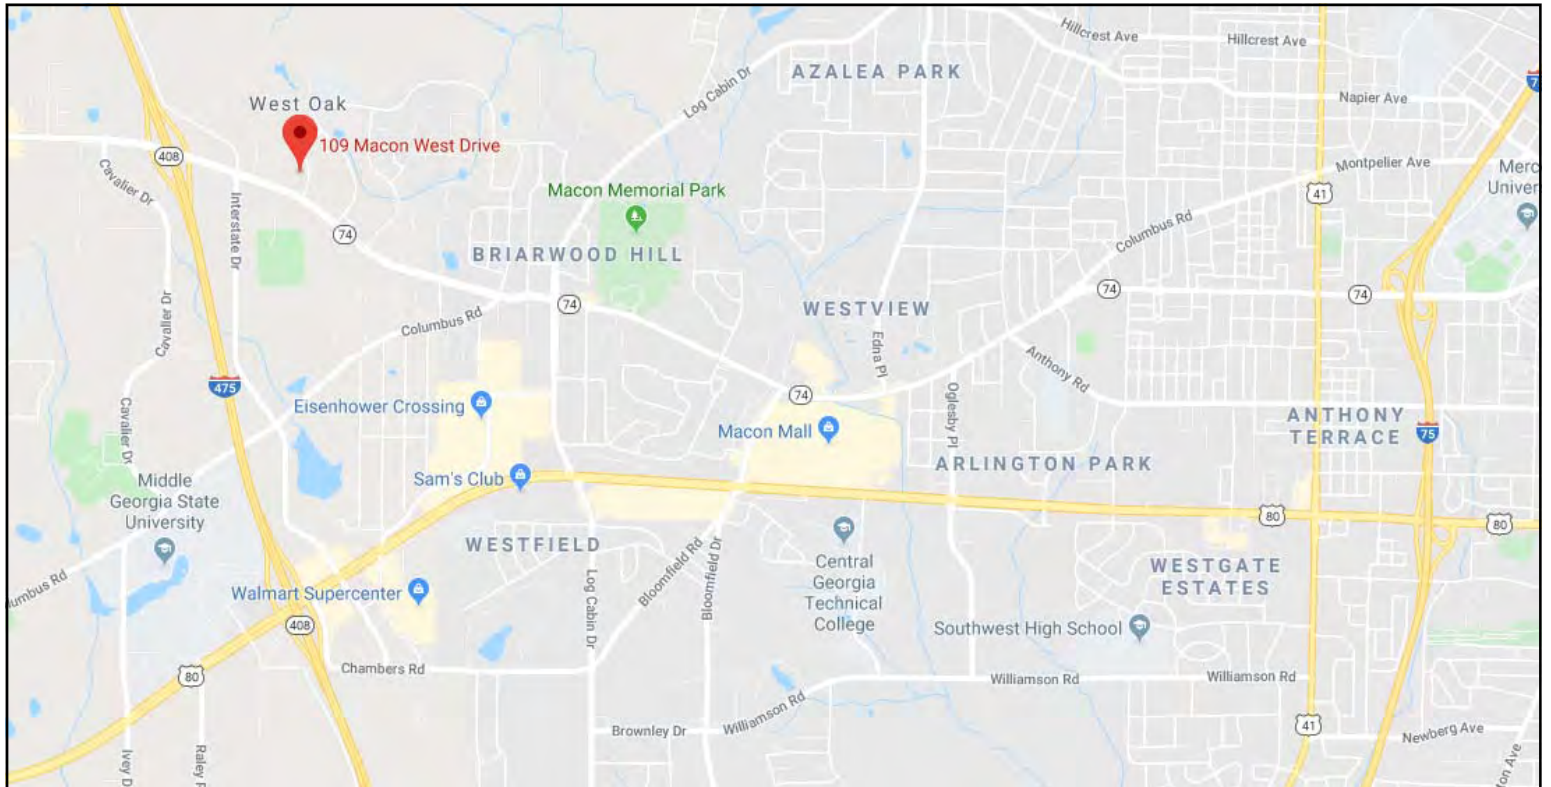 Hillcrest Ave
Hillcrest Ave
AZALEA PARK
Log Cabin Dr
Napier Ave
West Oak
109 Macon West Drive
408
Cavalier Dr
Montpelier Ave
Macon Memorial Park
41
Interstate Dr
74
Columbus Rd
BRIARWOOD HILL
74
74
74
WESTVIEW
Cavalier Dr
Columbus Rd
Edna Pl
Anthony Rd
475
74
Eisenhower Crossing
Macon Mall
Oglesby Pl
ANTHONY
TERRACE
75
Cavalier Dr
ARLINGTON PARK
Sam's Club
Middle
Georgia State
University
80
80
WESTFIELD
Bloomfield Rd
Bloomfield Dr
Central
Georgia
Technical
College
WESTGATE
ESTATES
Walmart Supercenter
Log Cabin Dr
408
Southwest High School
Chambers Rd
80
Williamson Rd
Williamson Rd
Williamson Rd
Brownley Dr
41
Newberg Ave